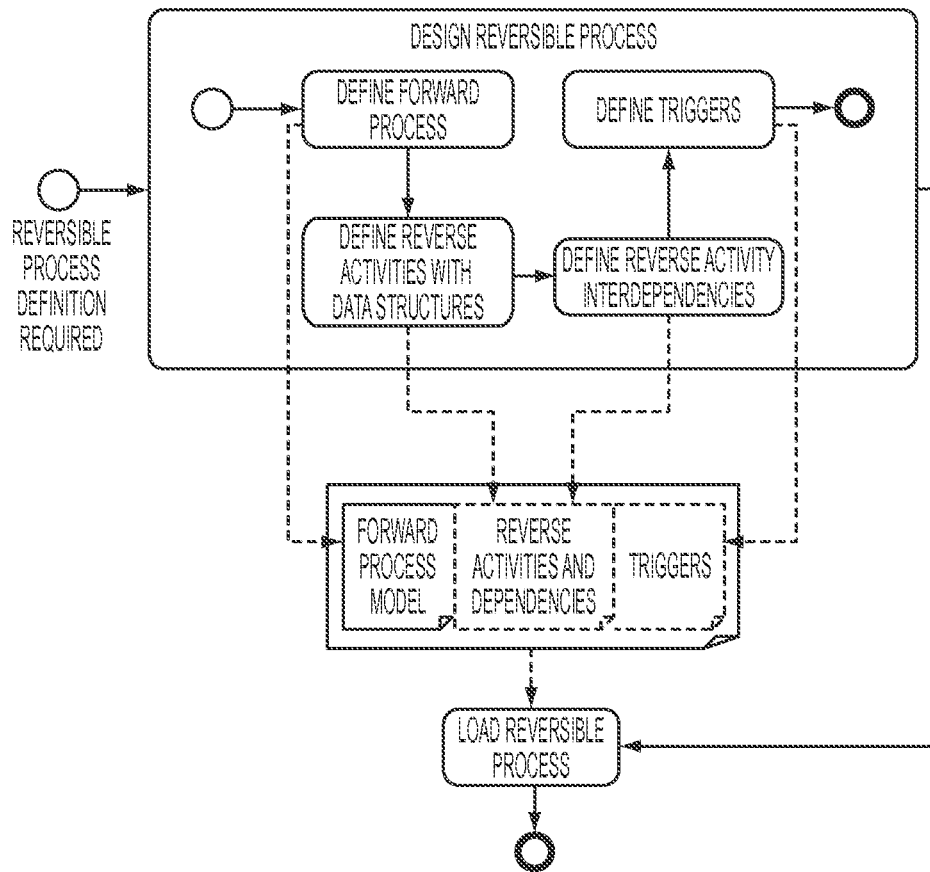 DESIGN REVERSIBLE PROCESS
DEFINE FORWARD
PROCESS
DEFINE TRIGGERS
REVERSIBLE
PROCESS
DEFINITION
REQUIRED
DEFINE REVERSE
ACTIVITIES WITH
DATA STRUCTURES
DEFINE REVERSE ACTIVITY
INTERDEPENDENCIES
FORWARD
PROCESS
MODEL
REVERSE
ACTIVITIES AND
DEPENDENCIES
TRIGGERS
LOAD REVERSIBLE
PROCESS